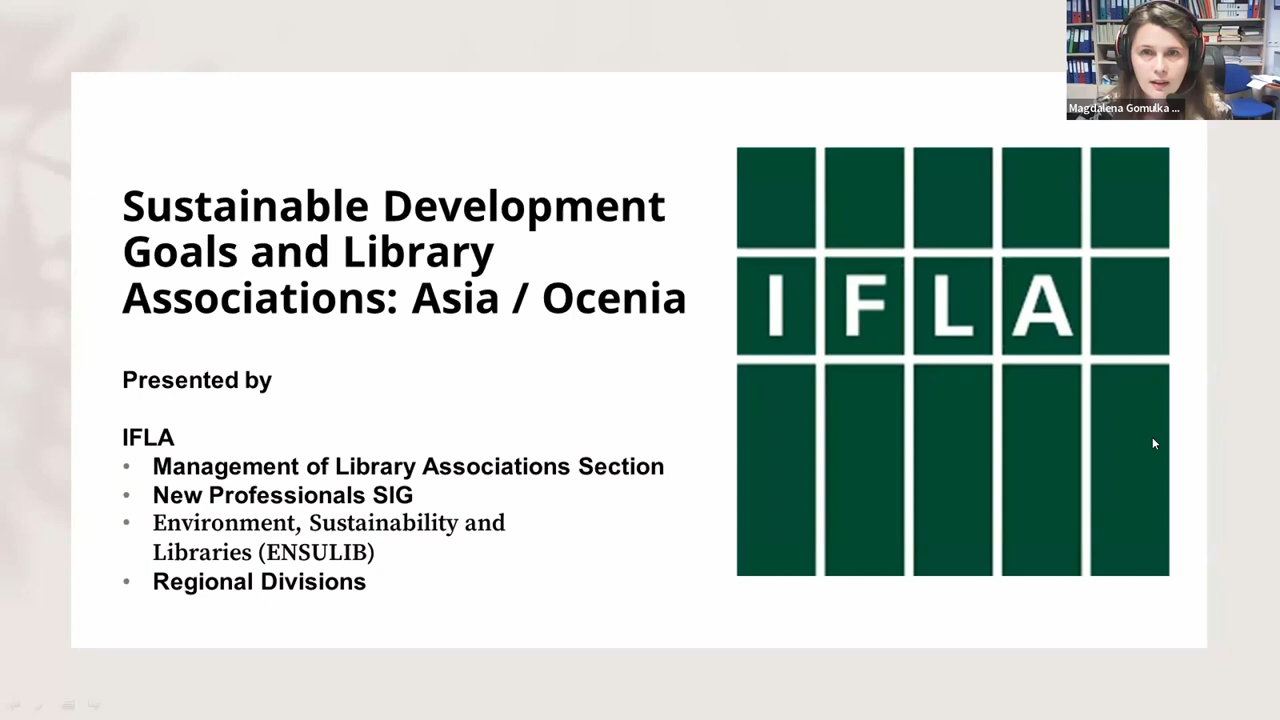 Magdalena Gomulka ...
Sustainable Development
Goals and Library
Associations: Asia / Ocenia
Presented by
IFLA
• Management of Library Associations Section
• New Professionals SIG
• Environment, Sustainability and
Libraries (ENSULIB)
• Regional Divisions
I F L A